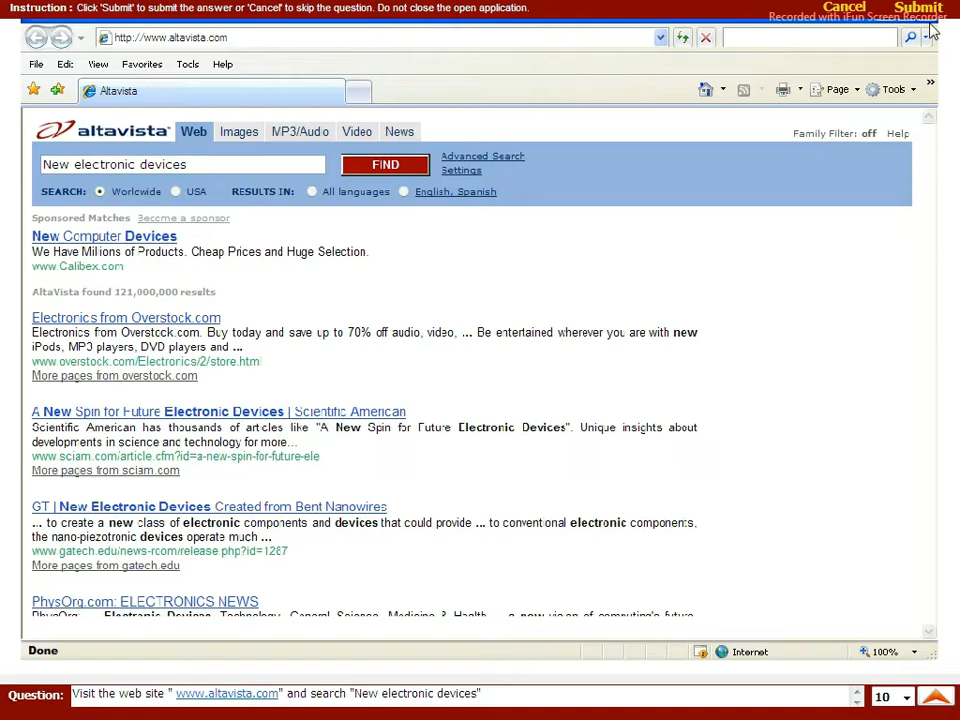 Instruction : Click 'Submit' to submit the answer or 'Cancel' to skip the question. Do not close the open application.
Cancel Submit
Recorded with iFun Screen Recorder
http://www.altavista.com
File Edit View Favorites Tools Help
Altavista
Page Tools
altavista Web Images MP3/Audio Video News
Family Filter: off Help
New electronic devices FIND
Advanced Search
Settings
SEARCH: Worldwide USA RESULTS IN: All languages English, Spanish
Sponsored Matches Become a sponsor
New Computer Devices
We Have Millions of Products. Cheap Prices and Huge Selection.
www.Calibex.com
AltaVista found 121,000,000 results
Electronics from Overstock.com
Electronics from Overstock.com. Buy today and save up to 70% off audio, video, ... Be entertained wherever you are with new
iPods, MP3 players, DVD players and ...
www.overstock.com/Electronics/2/store.html
More pages from overstock.com
A New Spin for Future Electronic Devices | Scientific American
Scientific American has thousands of articles like "A New Spin for Future Electronic Devices". Unique insights about
developments in science and technology for more...
www.sciam.com/article.cfm?id=a-new-spin-for-future-ele
More pages from sciam.com
GT | New Electronic Devices Created from Bent Nanowires
... to create a new class of electronic components and devices that could provide ... to conventional electronic components,
the nano-piezotronic devices operate much ...
www.gatech.edu/news-room/release.php?id=1287
More pages from gatech.edu
PhysOrg.com: ELECTRONICS NEWS
PhysOrg: Electronic Devices, Technology, General Science, Medicine & Health ... a new vision of computing's future.
Done Internet 100%
Question: Visit the web site " www.altavista.com" and search "New electronic devices" 10